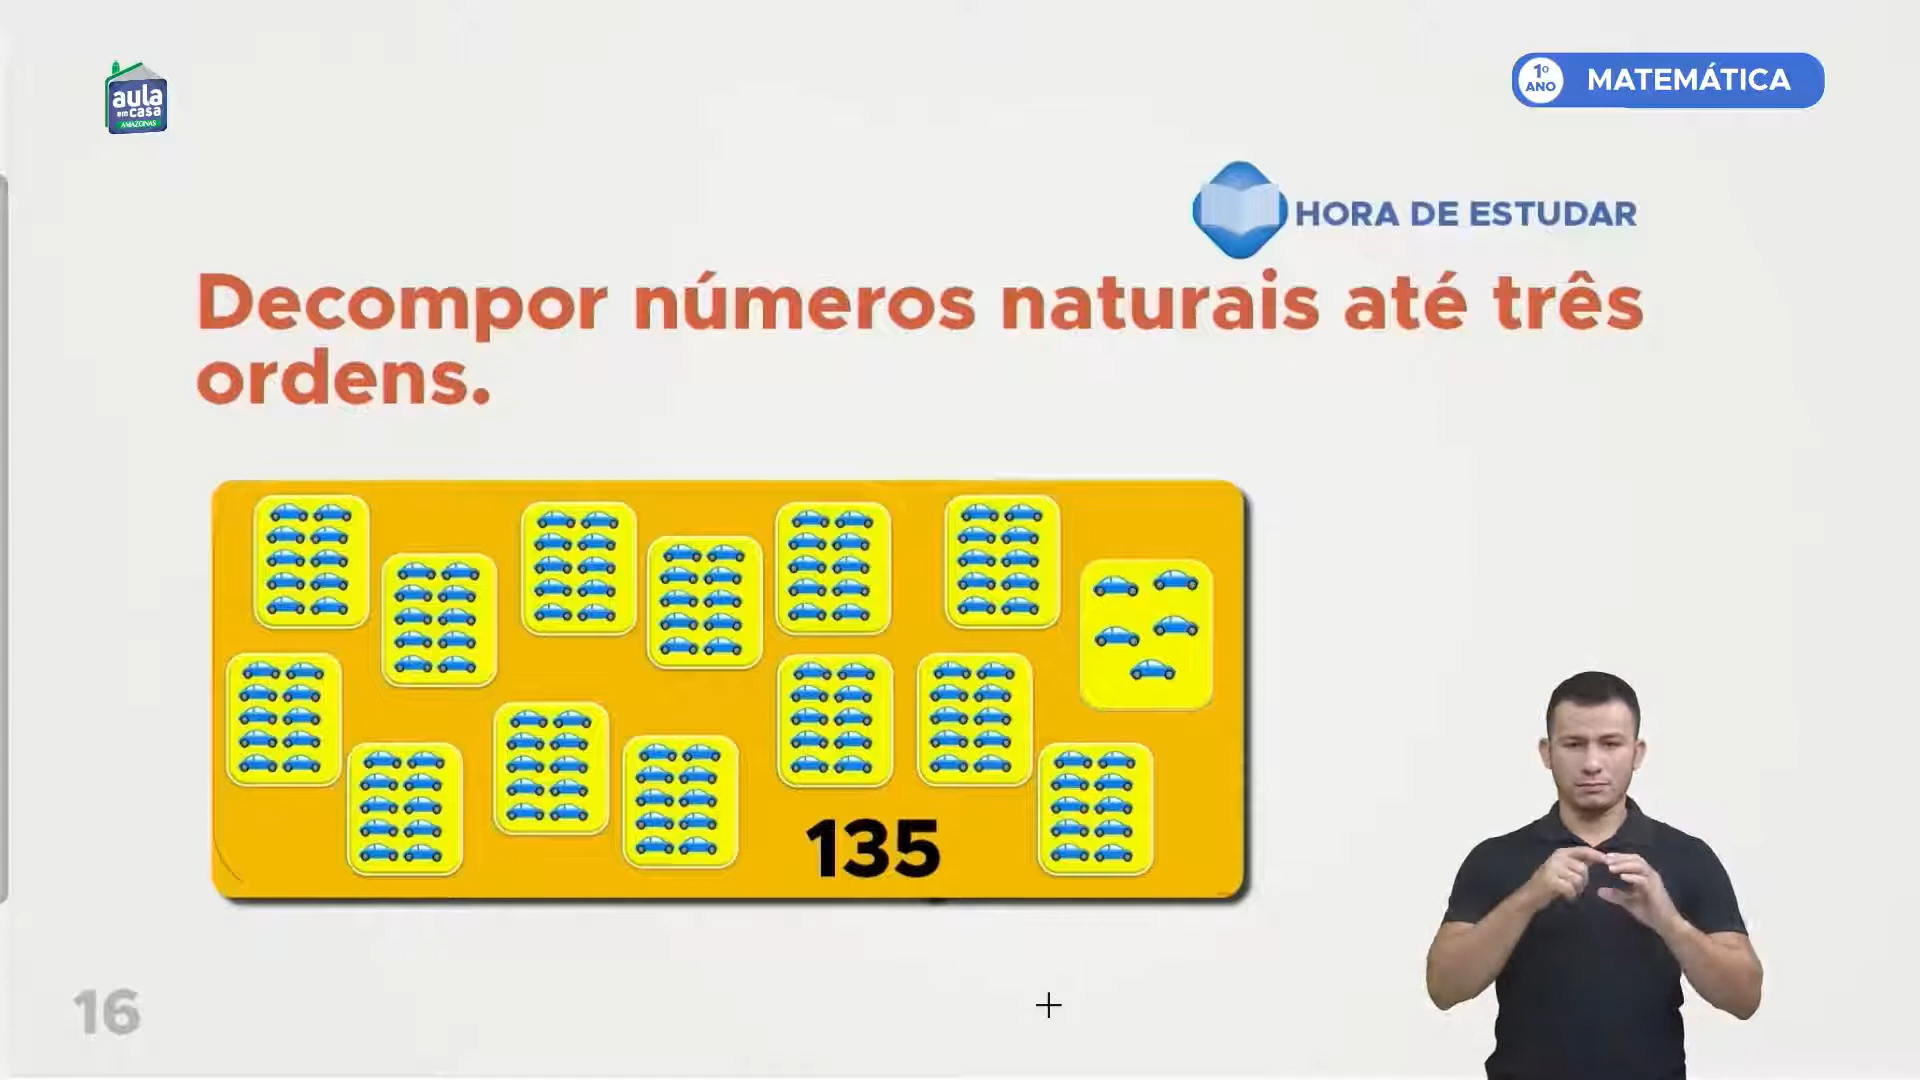 aula
em casa
AMAZONAS
1º
ANO
MATEMÁTICA
HORA DE ESTUDAR
Decompor números naturais até três
ordens.
135
16